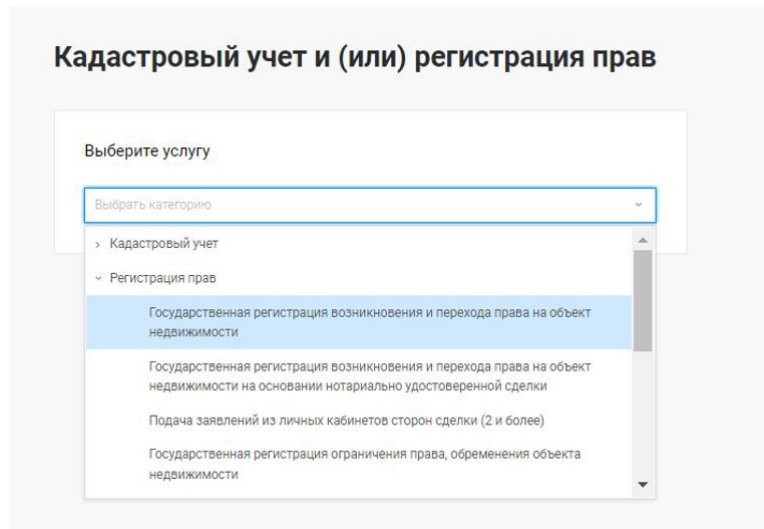 Кадастровый учет и (или) регистрация прав
Выберите услугу
Выбрать категорию
Кадастровый учет
Регистрация прав
Государственная регистрация возникновения и перехода права на объект
недвижимости
Государственная регистрация возникновения и перехода права на объект
недвижимости на основании нотариально удостоверенной сделки
Подача заявлений из личных кабинетов сторон сделки (2 и более)
Государственная регистрация ограничения права, обременения объекта
недвижимости